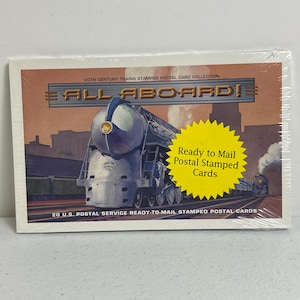 20TH CENTURY TRAINS STAMPED POSTAL CARD COLLECTION
ALL ABOARD!
Ready to Mail
Postal Stamped
Cards
20 U.S. POSTAL SERVICE READY-TO-MAIL STAMPED POSTAL CARDS